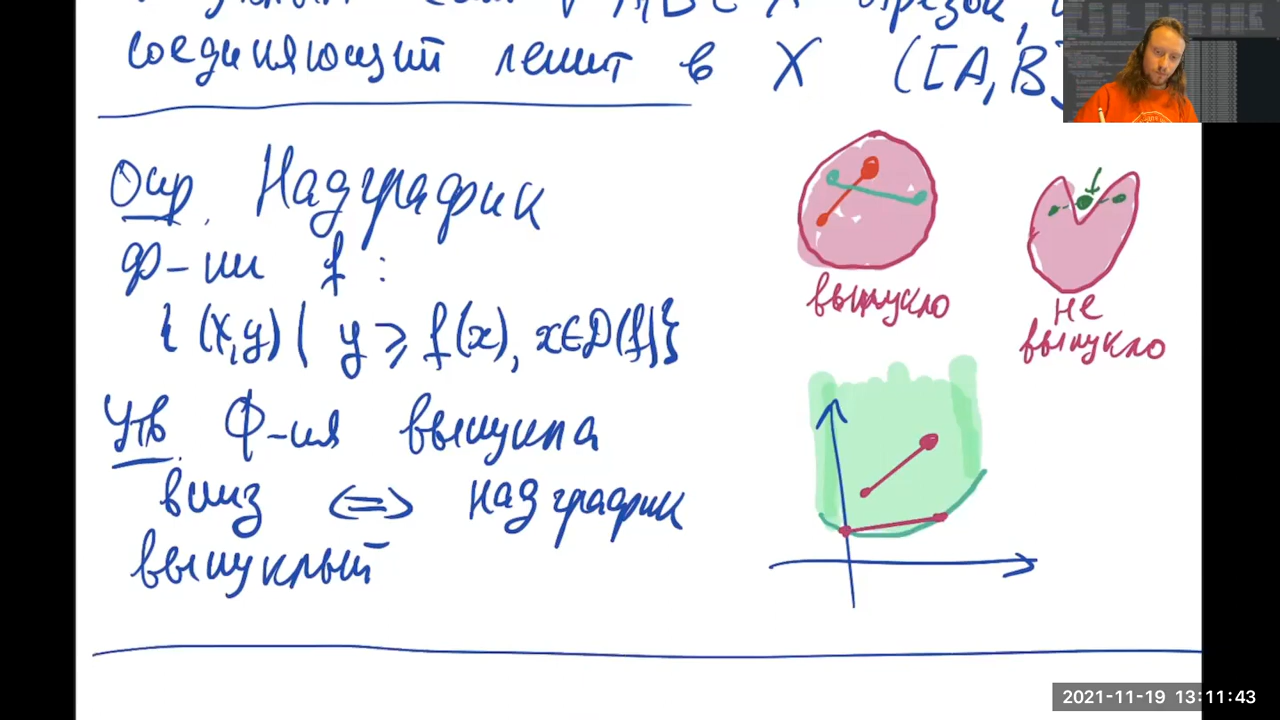 соединяющий лежит в X ([A,B]
Опр. Надграфик
ф-ии f :
{ (x,y) | y ⩾ f(x), x∈D(f)}
Утв. Ф-ия выпукла
вниз <=> надграфик
выпуклый
выпукло
не
выпукло
2021-11-19 13:11:43